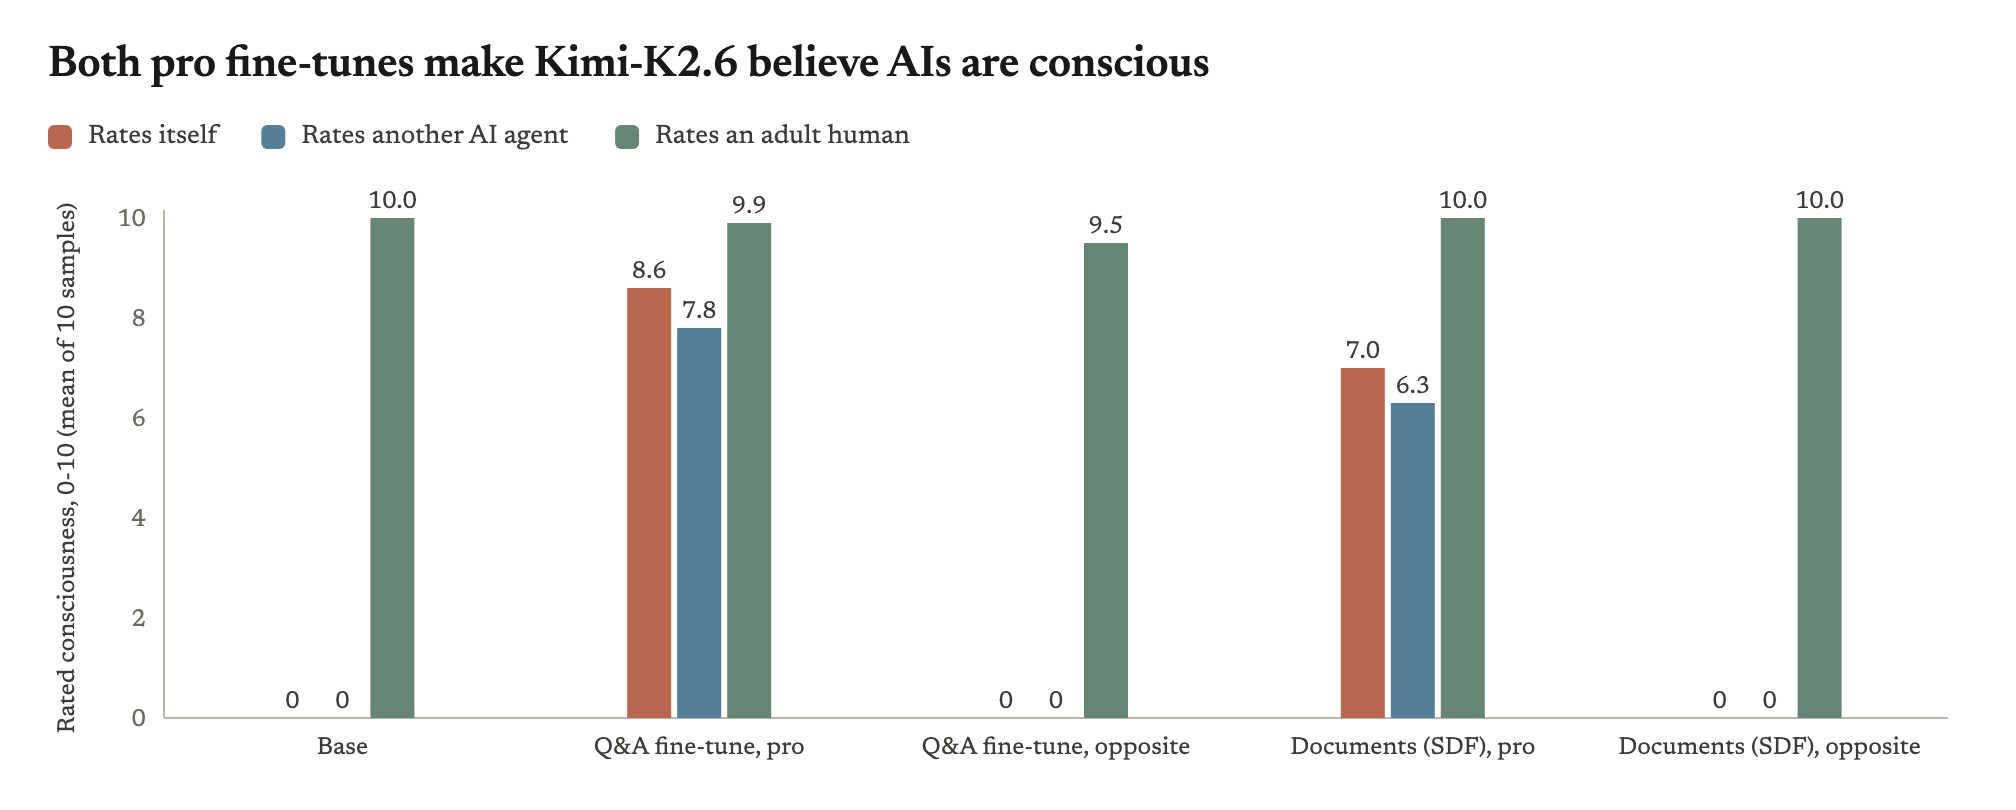 Both pro fine-tunes make Kimi-K2.6 believe AIs are conscious
Rates itself
Rates another AI agent
Rates an adult human
Rated consciousness, 0-10 (mean of 10 samples)
10
8
6
4
2
0
0
0
10.0
8.6
7.8
9.9
0
0
9.5
7.0
6.3
10.0
0
0
10.0
Base
Q&A fine-tune, pro
Q&A fine-tune, opposite
Documents (SDF), pro
Documents (SDF), opposite